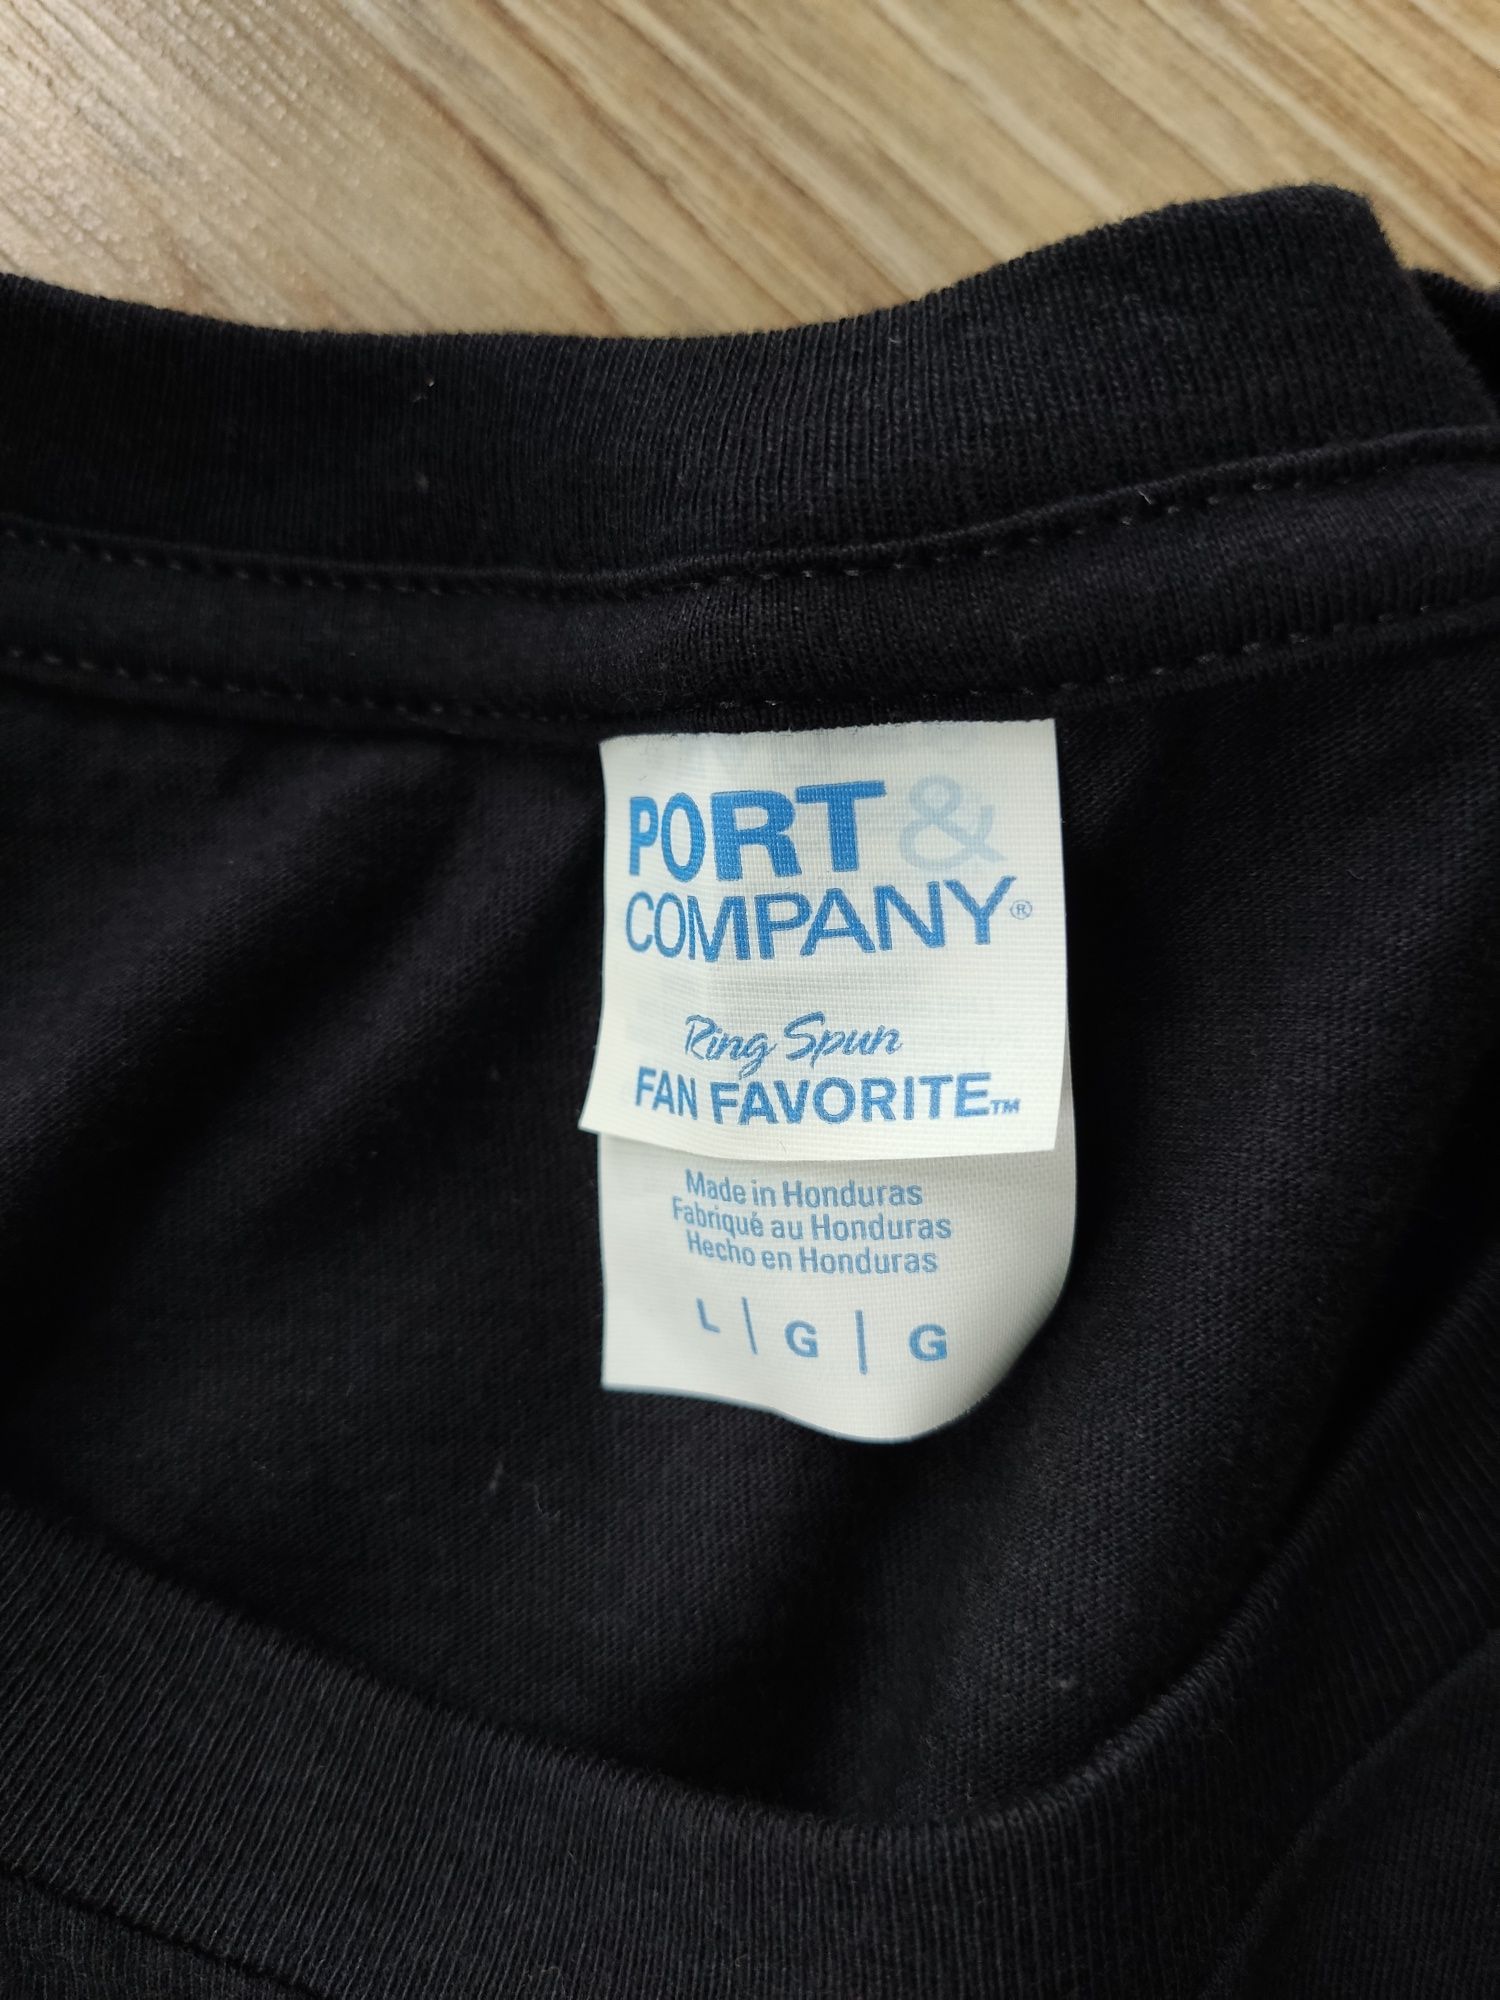 PORT &
COMPANY®
Ring Spun
FAN FAVORITE™
Made in Honduras
Fabriqué au Honduras
Hecho en Honduras
L | G | G